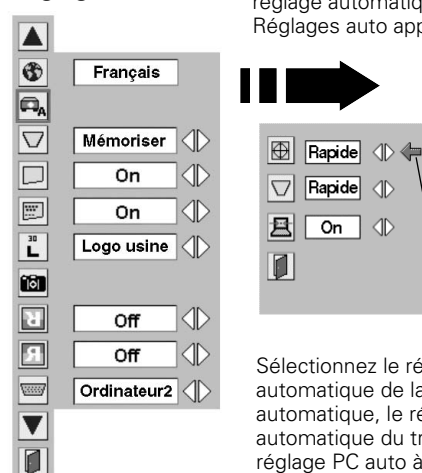 réglage automatiq
Réglages auto app
Français
Mémoriser
On
On
30
L
Logo usine
Off
Off
Ordinateur2
A
R
R
Rapide
Rapide
On
Sélectionnez le ré
automatique de la
automatique, le ré
automatique du tr
réglage PC auto à